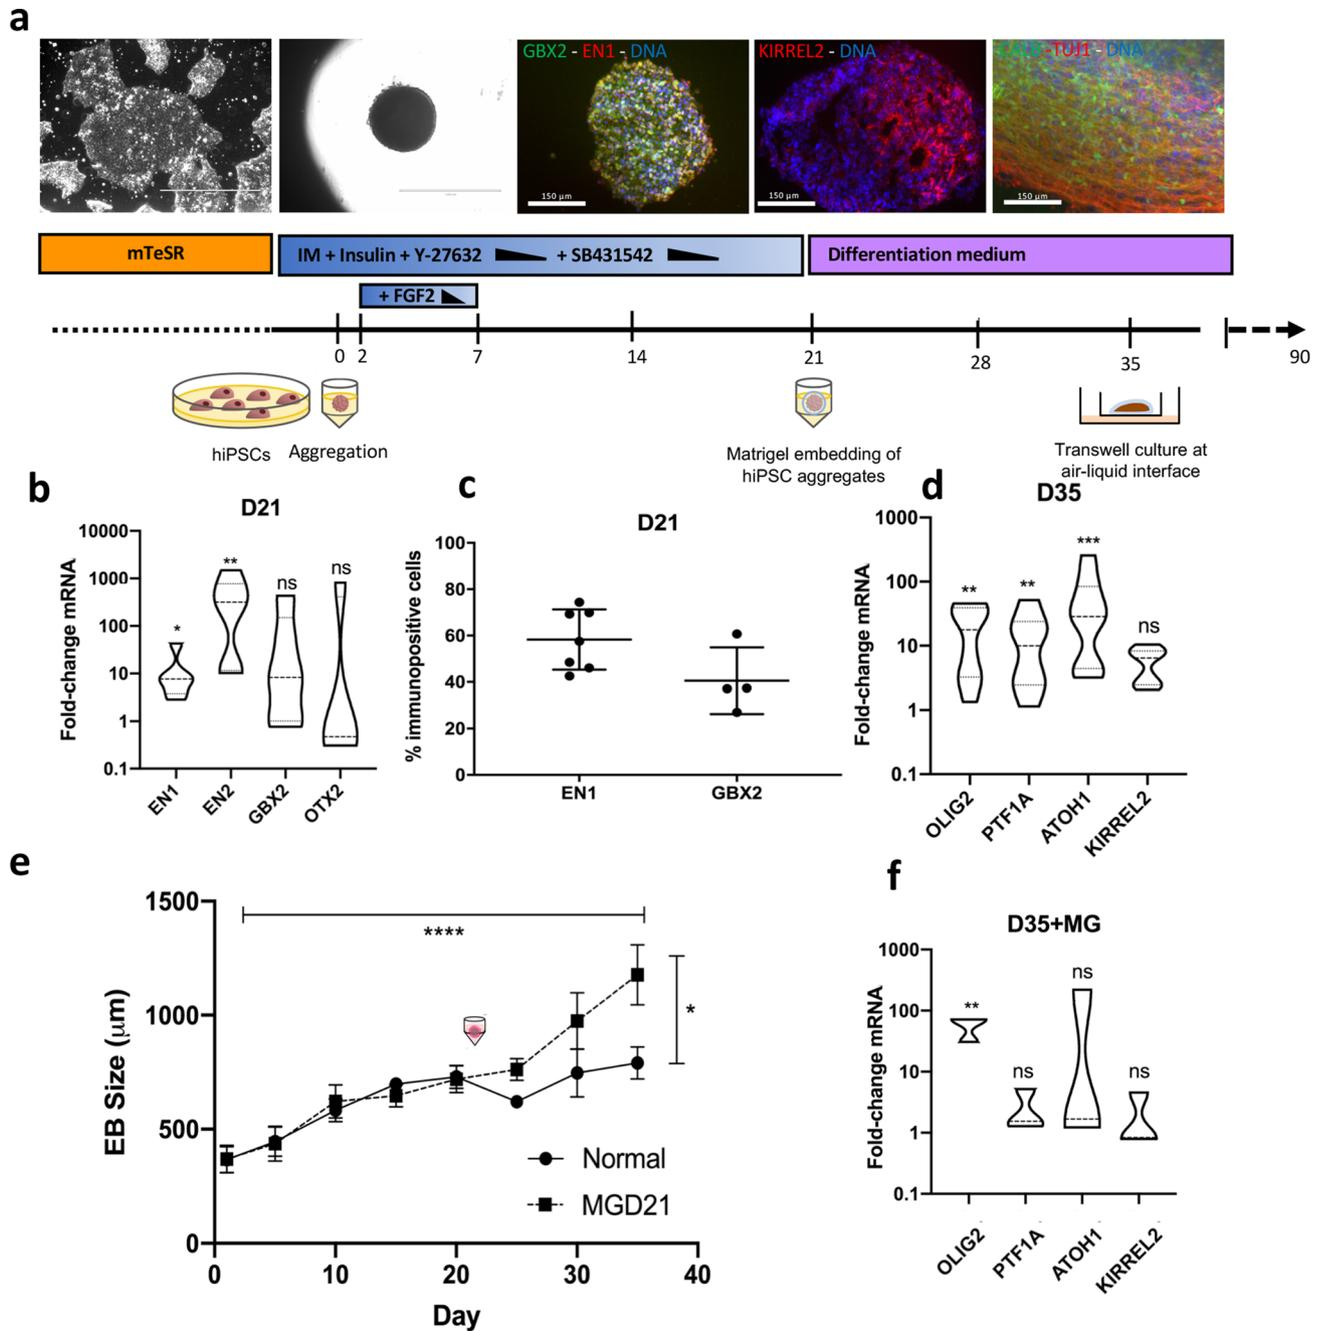 a
GBX2 - EN1 - DNA
KIRREL2 - DNA
-TUJ1 - DNA
150 μm
150 μm
150 μm
mTeSR
IM + Insulin + Y-27632 + SB431542
Differentiation medium
+ FGF2
0 2 7 14 21 28 35 90
hiPSCs
Aggregation
Matrigel embedding of
hiPSC aggregates
Transwell culture at
air-liquid interface
b
D21
Fold-change mRNA
10000
1000
100
10
1
0.1
*
**
ns
ns
EN1
EN2
GBX2
OTX2
c
D21
% immunopositive cells
100
80
60
40
20
0
EN1
GBX2
d
D35
Fold-change mRNA
1000
100
10
1
0.1
**
**
***
ns
OLIG2
PTF1A
ATOH1
KIRREL2
e
EB Size (μm)
1500
1000
500
0
****
*
Normal
MGD21
0 10 20 30 40
Day
f
D35+MG
Fold-change mRNA
1000
100
10
1
0.1
**
ns
ns
ns
OLIG2
PTF1A
ATOH1
KIRREL2